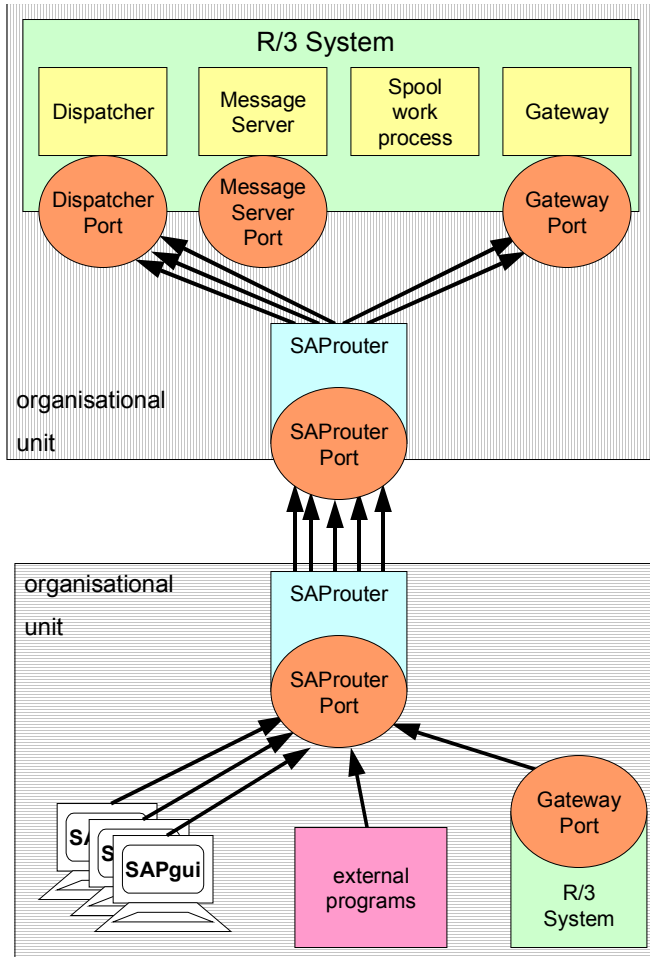 R/3 System
Dispatcher
Message
Server
Spool
work
process
Gateway
Dispatcher
Port
Message
Server
Port
Gateway
Port
SAProuter
organisational
unit
SAProuter
Port
organisational
unit
SAProuter
SAProuter
Port
SA
S
SAPgui
external
programs
Gateway
Port
R/3
System